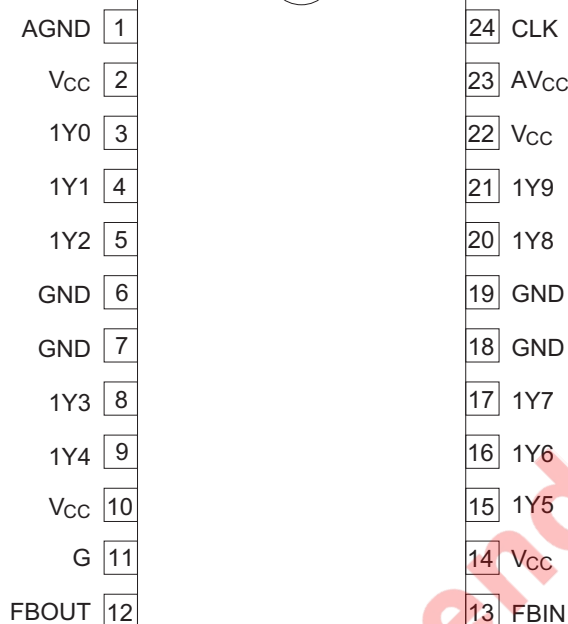 AGND 1 24 CLK
VCC 2 23 AVCC
1Y0 3 22 VCC
1Y1 4 21 1Y9
1Y2 5 20 1Y8
GND 6 19 GND
GND 7 18 GND
1Y3 8 17 1Y7
1Y4 9 16 1Y6
VCC 10 15 1Y5
G 11 14 VCC
FBOUT 12 13 FBIN
end